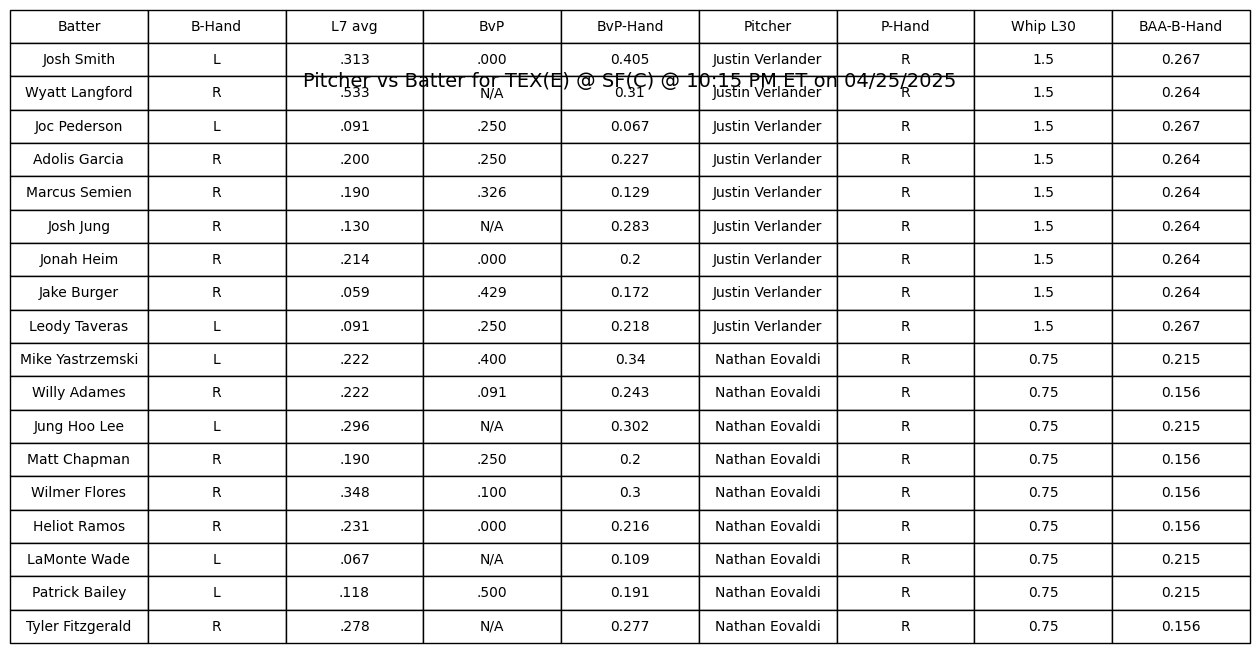 Batter B-Hand L7 avg BvP BvP-Hand Pitcher P-Hand Whip L30 BAA-B-Hand
Josh Smith L .313 .000 0.405 Justin Verlander R 1.5 0.267
Pitcher vs Batter for TEX(E) @ SF(C) @ 10:15 PM ET on 04/25/2025
Wyatt Langford R .533 N/A 0.31 Justin Verlander R 1.5 0.264
Joc Pederson L .091 .250 0.067 Justin Verlander R 1.5 0.267
Adolis Garcia R .200 .250 0.227 Justin Verlander R 1.5 0.264
Marcus Semien R .190 .326 0.129 Justin Verlander R 1.5 0.264
Josh Jung R .130 N/A 0.283 Justin Verlander R 1.5 0.264
Jonah Heim R .214 .000 0.2 Justin Verlander R 1.5 0.264
Jake Burger R .059 .429 0.172 Justin Verlander R 1.5 0.264
Leody Taveras L .091 .250 0.218 Justin Verlander R 1.5 0.267
Mike Yastrzemski L .222 .400 0.34 Nathan Eovaldi R 0.75 0.215
Willy Adames R .222 .091 0.243 Nathan Eovaldi R 0.75 0.156
Jung Hoo Lee L .296 N/A 0.302 Nathan Eovaldi R 0.75 0.215
Matt Chapman R .190 .250 0.2 Nathan Eovaldi R 0.75 0.156
Wilmer Flores R .348 .100 0.3 Nathan Eovaldi R 0.75 0.156
Heliot Ramos R .231 .000 0.216 Nathan Eovaldi R 0.75 0.156
LaMonte Wade L .067 N/A 0.109 Nathan Eovaldi R 0.75 0.215
Patrick Bailey L .118 .500 0.191 Nathan Eovaldi R 0.75 0.215
Tyler Fitzgerald R .278 N/A 0.277 Nathan Eovaldi R 0.75 0.156